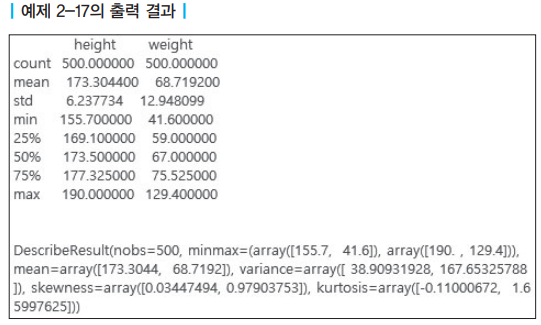 | 예제 2-17의 출력 결과 |
height weight
count 500.000000 500.000000
mean 173.304400 68.719200
std 6.237734 12.948099
min 155.700000 41.600000
25% 169.100000 59.000000
50% 173.500000 67.000000
75% 177.325000 75.525000
max 190.000000 129.400000
DescribeResult(nobs=500, minmax=(array([155.7, 41.6]), array([190. , 129.4])),
mean=array([173.3044, 68.7192]), variance=array([ 38.90931928, 167.65325788
]), skewness=array([0.03447494, 0.97903753]), kurtosis=array([-0.11000672, 1.6
5997625]))